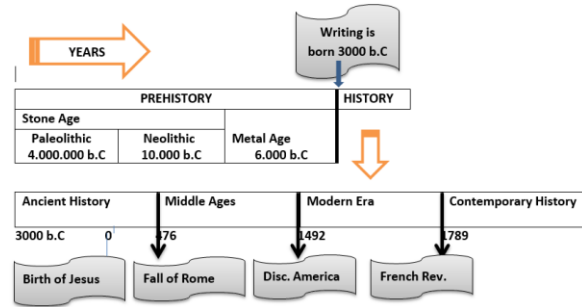 YEARS
Writing is
born 3000 b.C
PREHISTORY HISTORY
Stone Age
Paleolithic Neolithic Metal Age
4.000.000 b.C 10.000 b.C 6.000 b.C
Ancient History Middle Ages Modern Era Contemporary History
3000 b.C 0 476 1492 1789
Birth of Jesus Fall of Rome Disc. America French Rev.